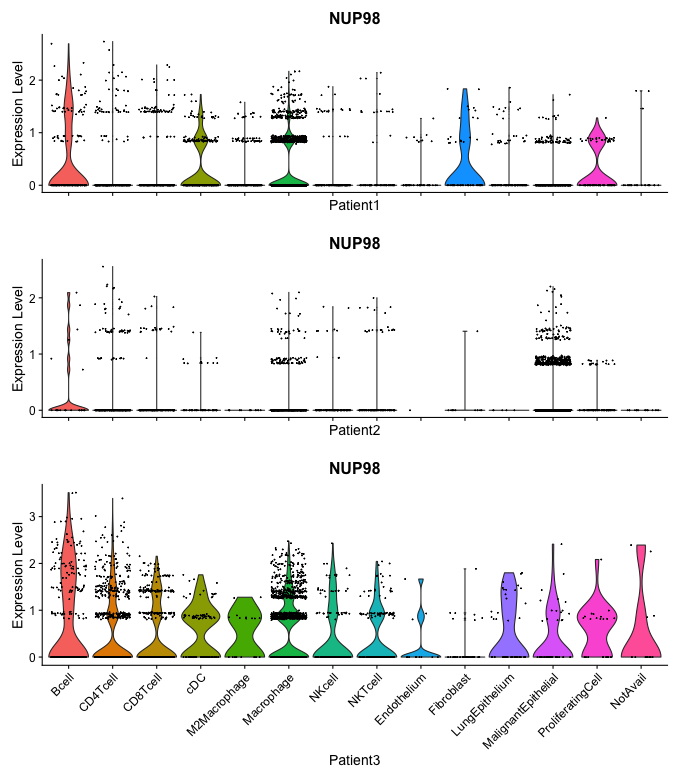 NUP98
Expression Level
2
1
0
Patient1
NUP98
Expression Level
2
1
0
Patient2
NUP98
Expression Level
3
2
1
0
Bcell
CD4Tcell
CD8Tcell
cDC
M2Macrophage
Macrophage
NKcell
NKTcell
Endothelium
Fibroblast
LungEpithelium
MalignantEpithelial
ProliferatingCell
NotAvail
Patient3